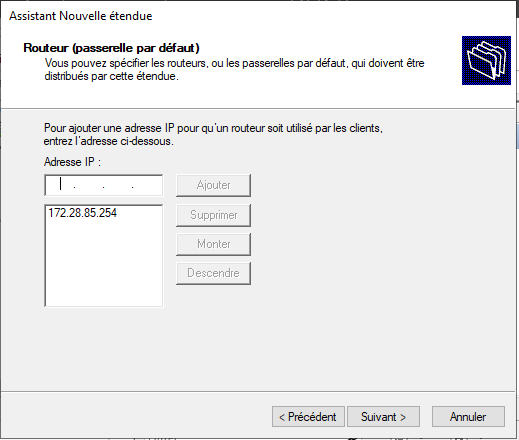 Assistant Nouvelle étendue
Routeur (passerelle par défaut)
Vous pouvez spécifier les routeurs, ou les passerelles par défaut, qui doivent être
distribués par cette étendue.
Pour ajouter une adresse IP pour qu'un routeur soit utilisé par les clients,
entrez l'adresse ci-dessous.
Adresse IP :
. . .
Ajouter
172.28.85.254
Supprimer
Monter
Descendre
< Précédent
Suivant >
Annuler